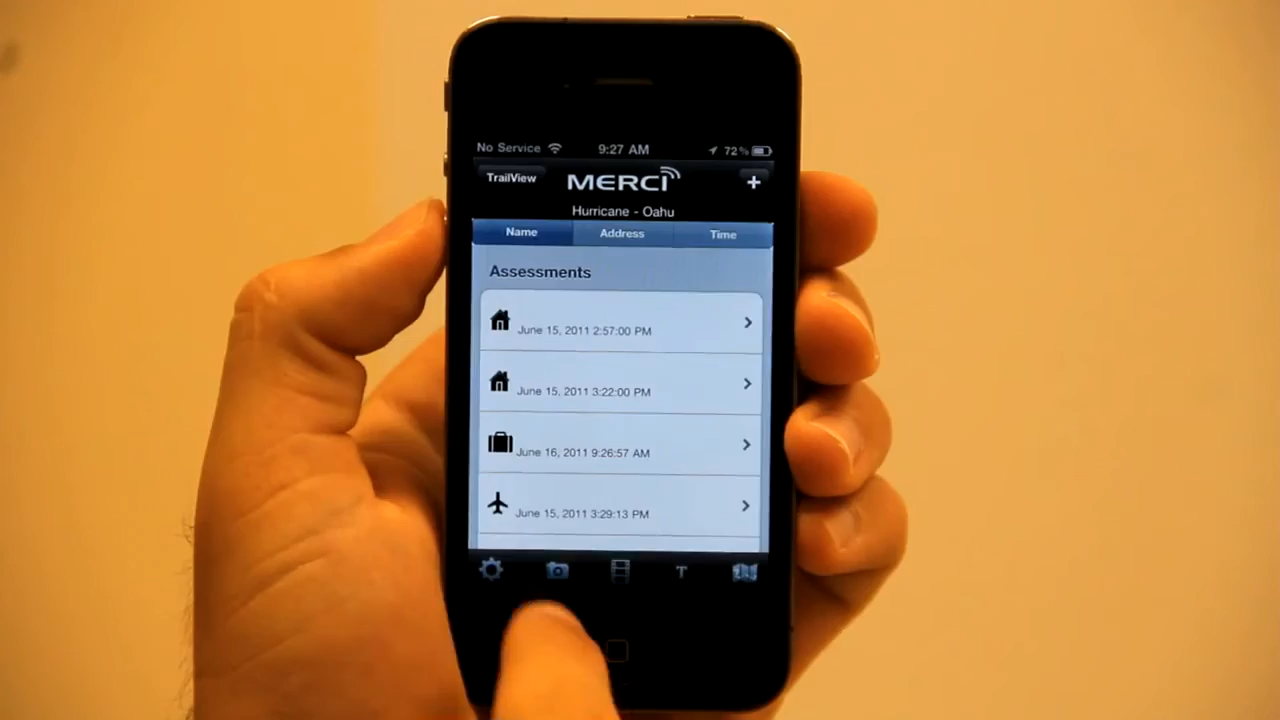 No Service 9:27 AM 72%
TrailView MERCI +
Hurricane - Oahu
Name Address Time
Assessments
June 15, 2011 2:57:00 PM
June 15, 2011 3:22:00 PM
June 16, 2011 9:26:57 AM
June 15, 2011 3:29:13 PM
T